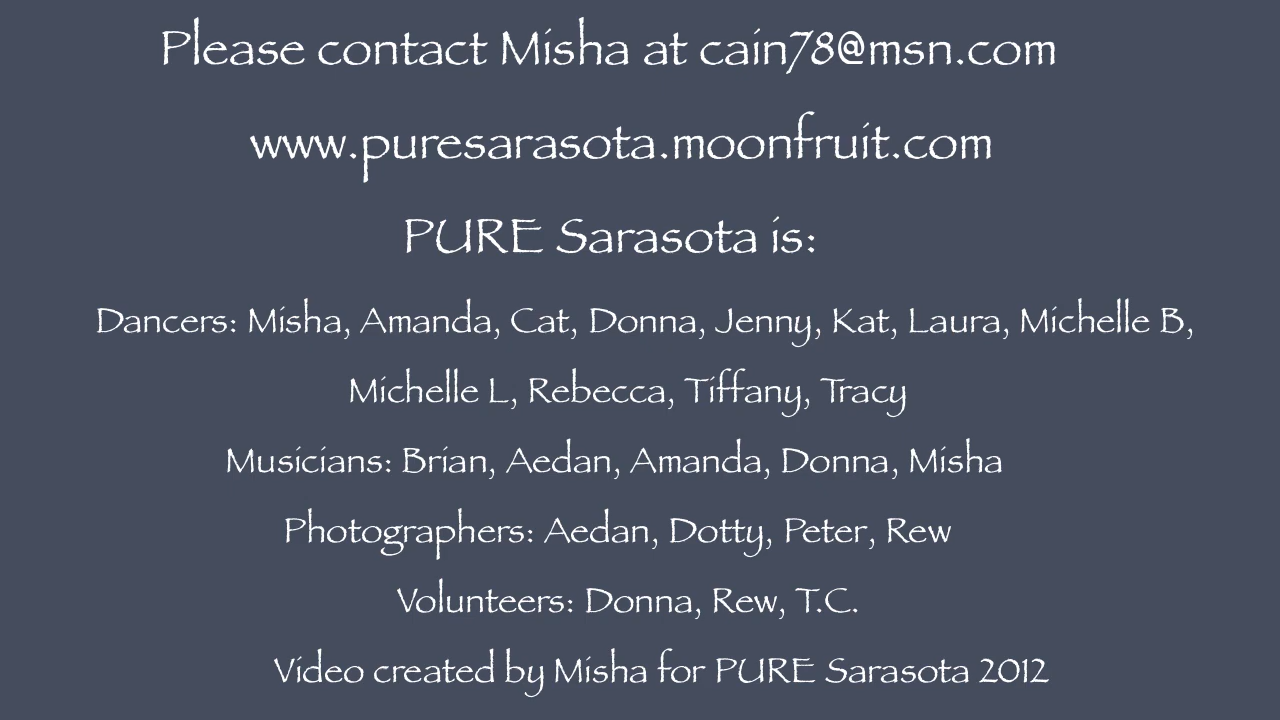 Please contact Misha at cain78@msn.com
www.puresarasota.moonfruit.com
PURE Sarasota is:
Dancers: Misha, Amanda, Cat, Donna, Jenny, Kat, Laura, Michelle B,
Michelle L, Rebecca, Tiffany, Tracy
Musicians: Brian, Aedan, Amanda, Donna, Misha
Photographers: Aedan, Dotty, Peter, Rew
Volunteers: Donna, Rew, T.C.
Video created by Misha for PURE Sarasota 2012